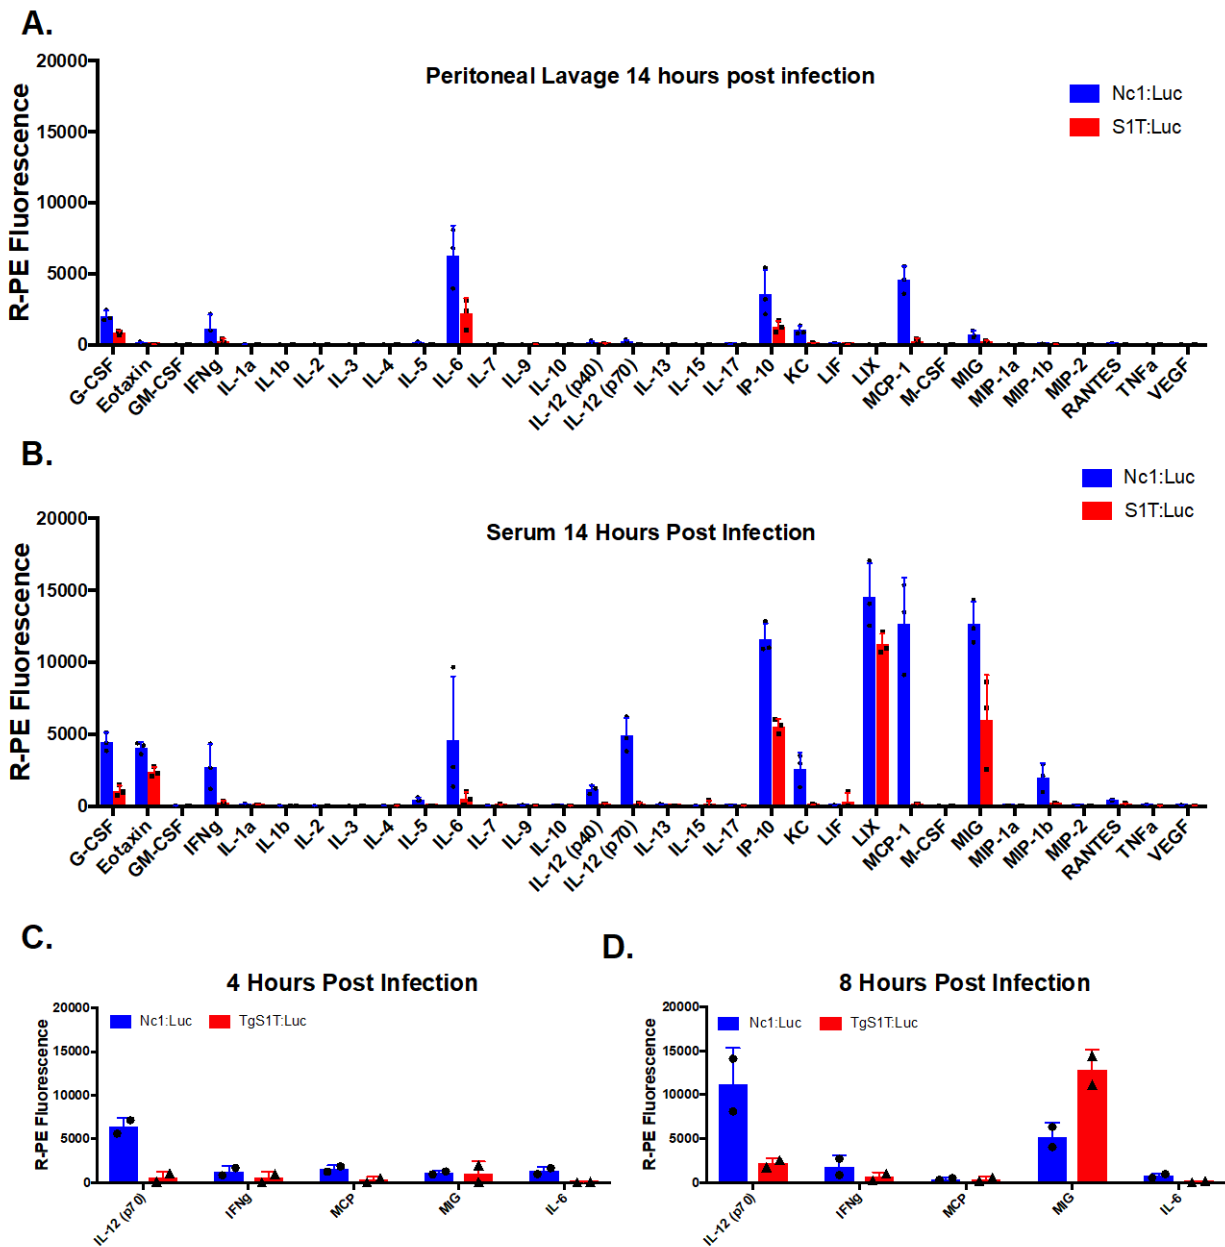 A.
Peritoneal Lavage 14 hours post infection
Nc1:Luc
S1T:Luc
R-PE Fluorescence
20000
15000
10000
5000
0
G-CSF
Eotaxin
GM-CSF
IFNg
IL-1a
IL1b
IL-2
IL-3
IL-4
IL-5
IL-6
IL-7
IL-9
IL-10
IL-12 (p40)
IL-12 (p70)
IL-13
IL-15
IL-17
IP-10
KC
LIF
LIX
MCP-1
M-CSF
MIG
MIP-1a
MIP-1b
MIP-2
RANTES
TNFa
VEGF
B.
Serum 14 Hours Post Infection
Nc1:Luc
S1T:Luc
R-PE Fluorescence
20000
15000
10000
5000
0
G-CSF
Eotaxin
GM-CSF
IFNg
IL-1a
IL1b
IL-2
IL-3
IL-4
IL-5
IL-6
IL-7
IL-9
IL-10
IL-12 (p40)
IL-12 (p70)
IL-13
IL-15
IL-17
IP-10
KC
LIF
LIX
MCP-1
M-CSF
MIG
MIP-1a
MIP-1b
MIP-2
RANTES
TNFa
VEGF
C.
4 Hours Post Infection
Nc1:Luc
TgS1T:Luc
R-PE Fluorescence
20000
15000
10000
5000
0
IL-12 (p70)
IFNg
MCP
MIG
IL-6
D.
8 Hours Post Infection
Nc1:Luc
TgS1T:Luc
R-PE Fluorescence
20000
15000
10000
5000
0
IL-12 (p70)
IFNg
MCP
MIG
IL-6